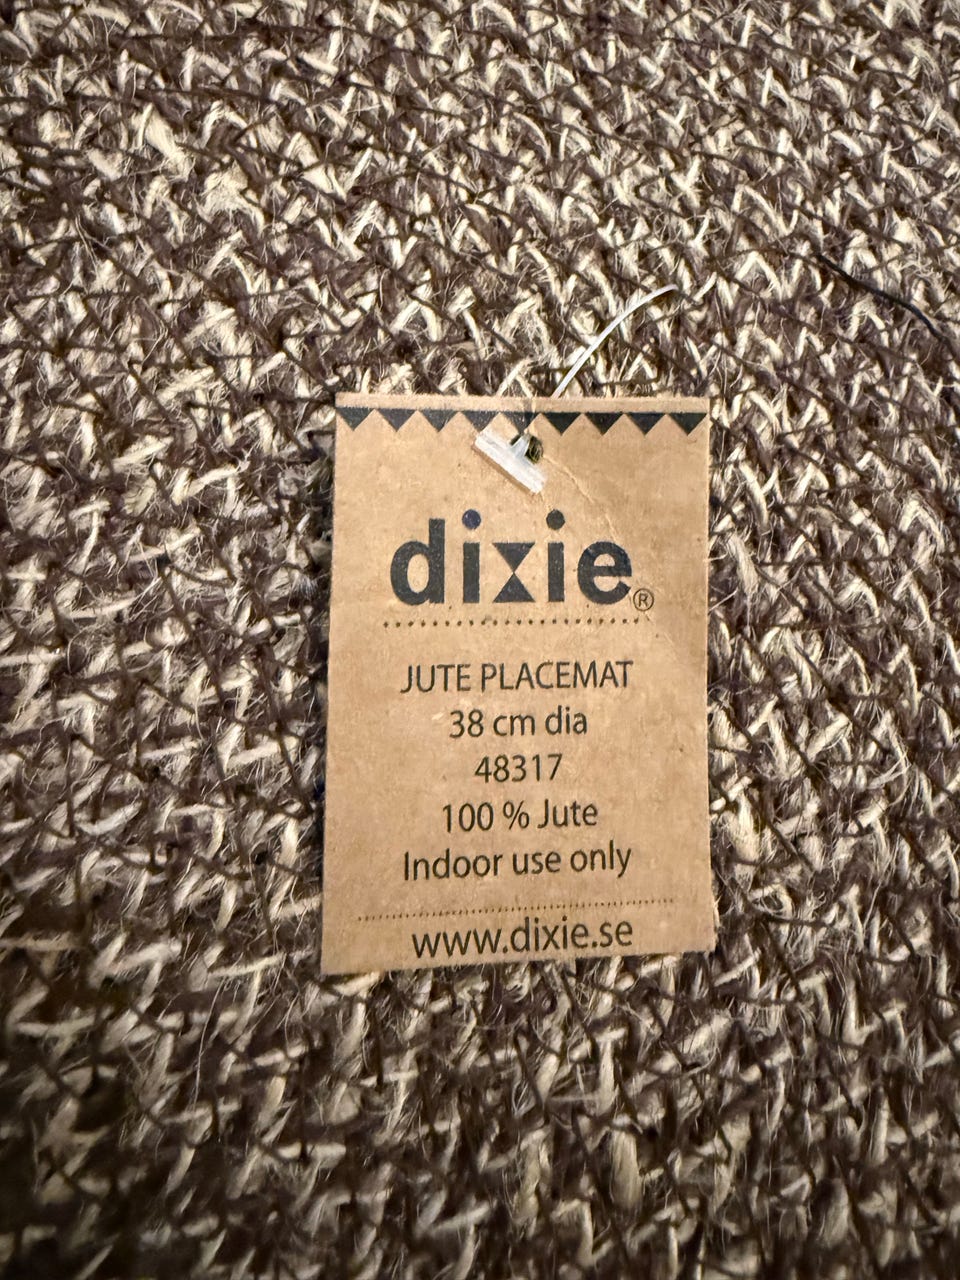 dixie®
JUTE PLACEMAT
38 cm dia
48317
100 % Jute
Indoor use only
www.dixie.se